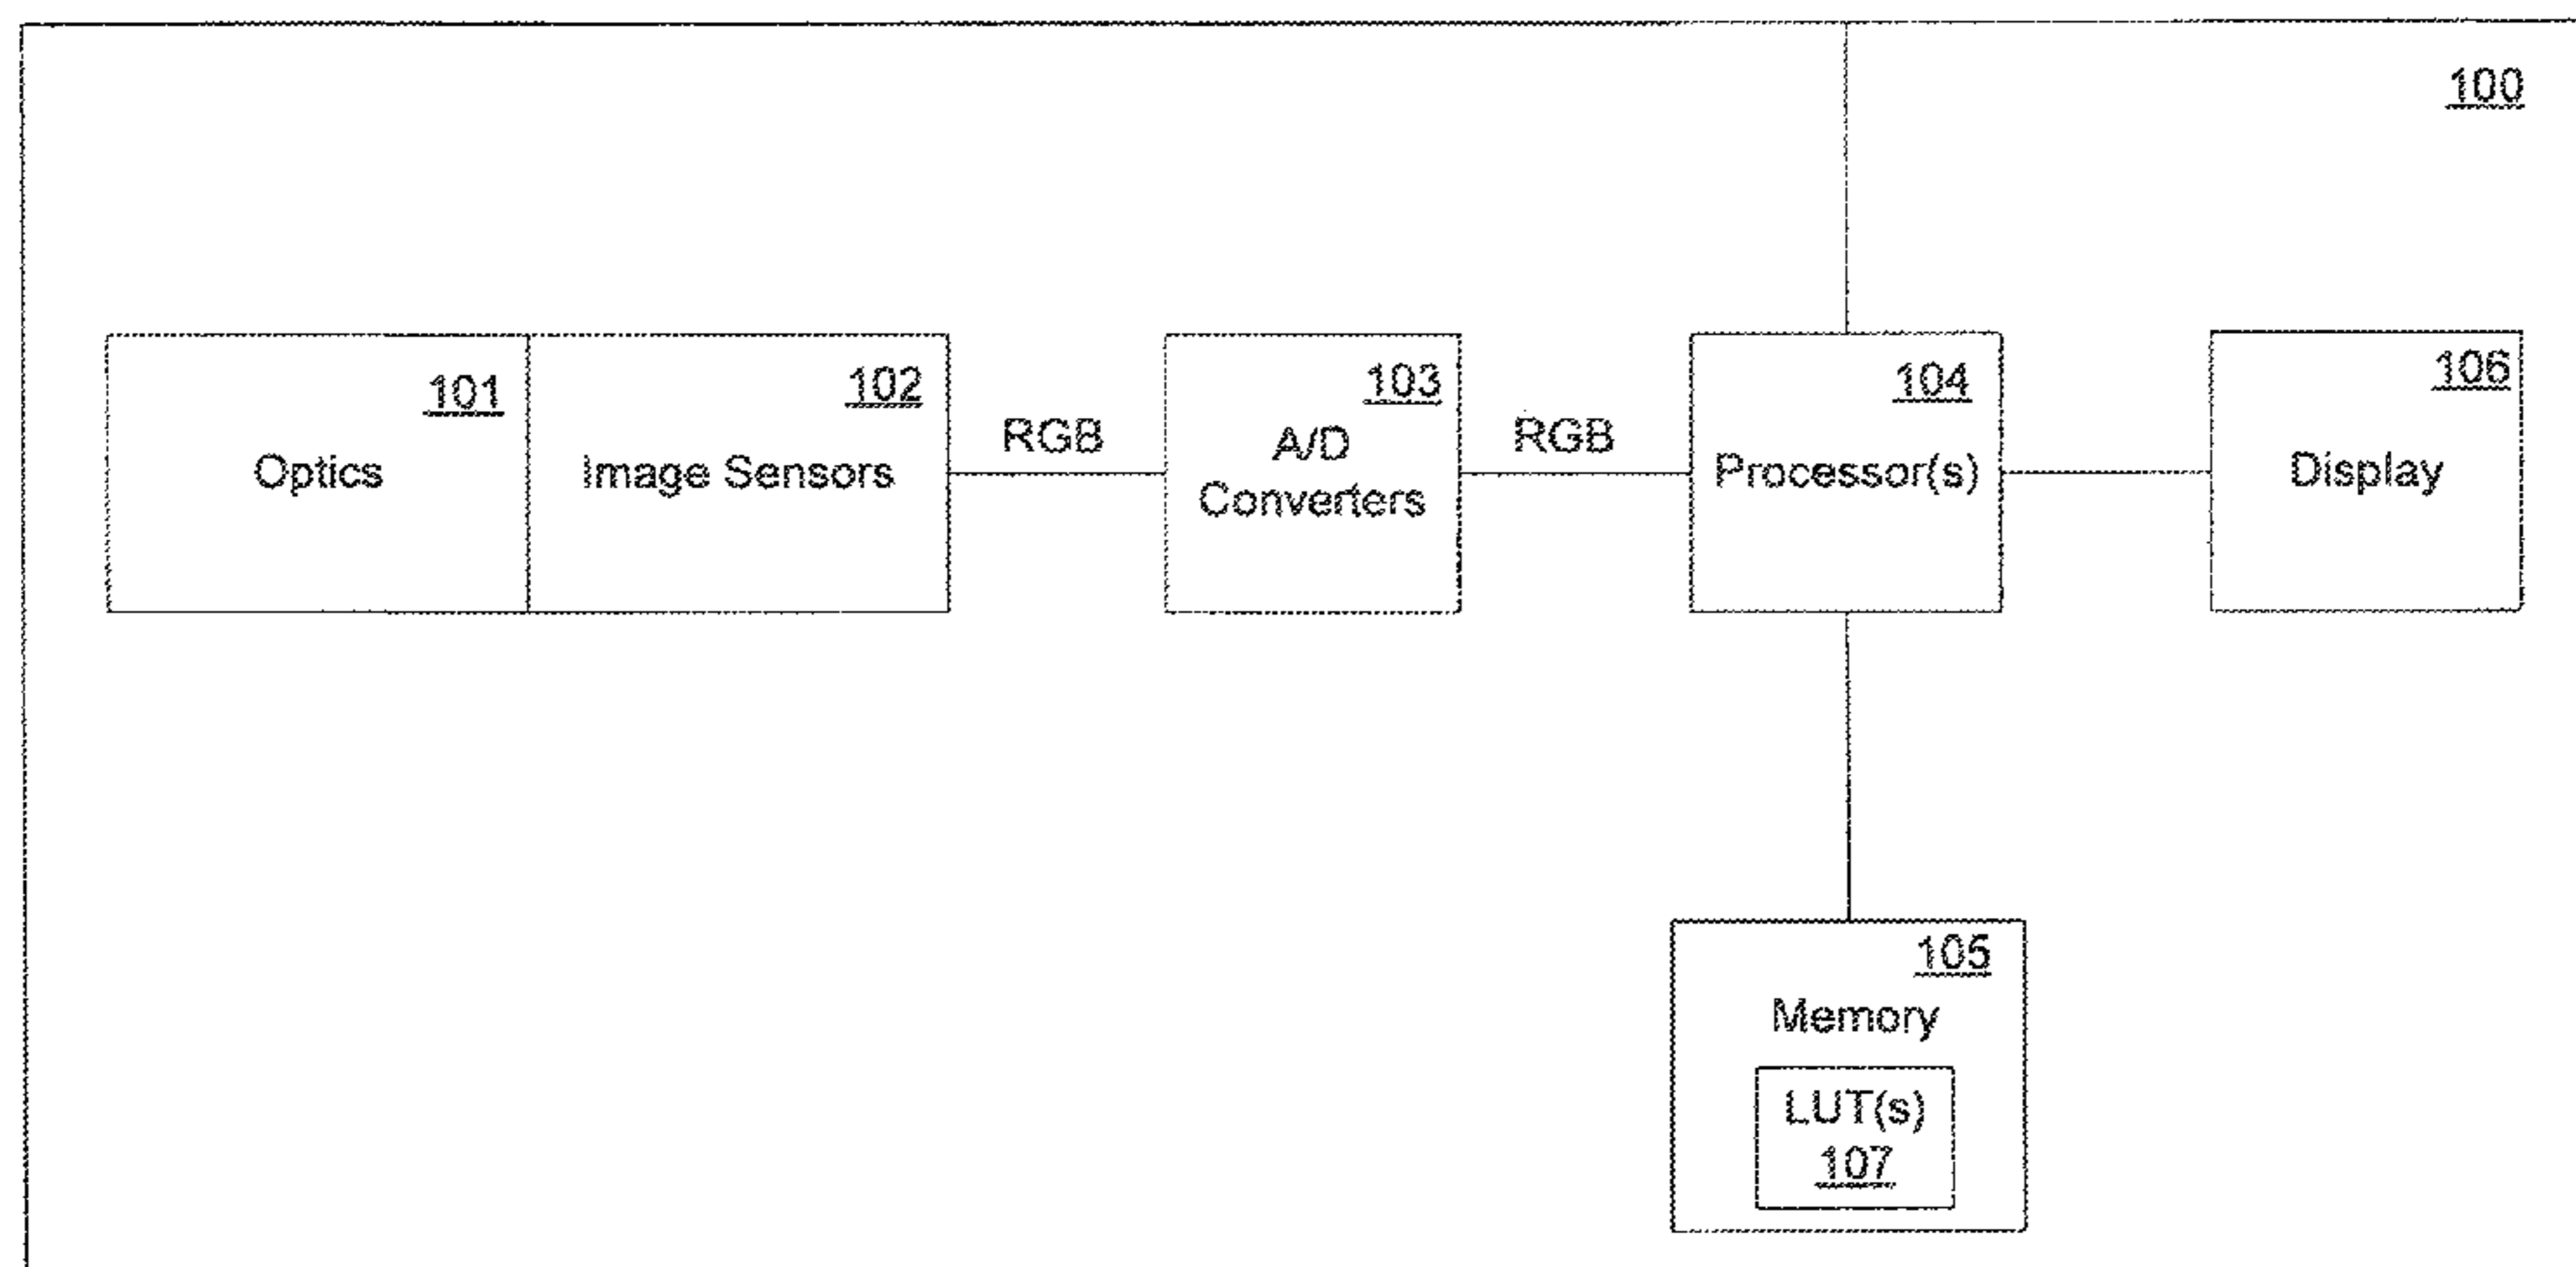 100
101
Optics
102
Image Sensors
RGB
103
A/D
Converters
RGB
104
Processor(s)
106
Display
105
Memory
LUT(s)
107